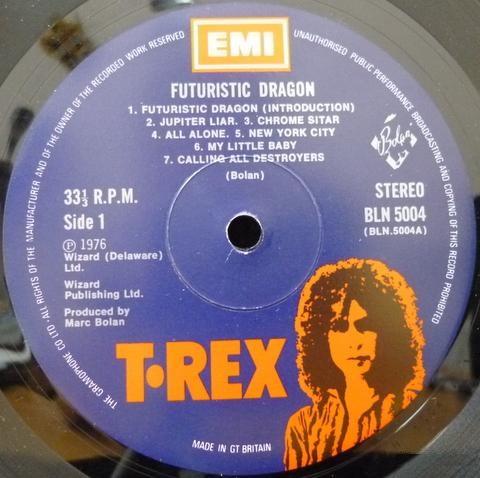 EMI
FUTURISTIC DRAGON
1. FUTURISTIC DRAGON (INTRODUCTION)
2. JUPITER LIAR. 3. CHROME SITAR
4. ALL ALONE. 5. NEW YORK CITY
6. MY LITTLE BABY
7. CALLING ALL DESTROYERS
(Bolan)
Bolan
33⅓ R.P.M.
Side 1
Ⓟ 1976
Wizard (Delaware)
Ltd.
Wizard
Publishing Ltd.
Produced by
Marc Bolan
STEREO
BLN 5004
(BLN.5004A)
T•REX
MADE IN GT BRITAIN
THE GRAMOPHONE CO LTD · ALL RIGHTS OF THE MANUFACTURER AND OF THE OWNER OF THE RECORDED WORK RESERVED
UNAUTHORISED PUBLIC PERFORMANCE BROADCASTING AND COPYING OF THIS RECORD PROHIBITED